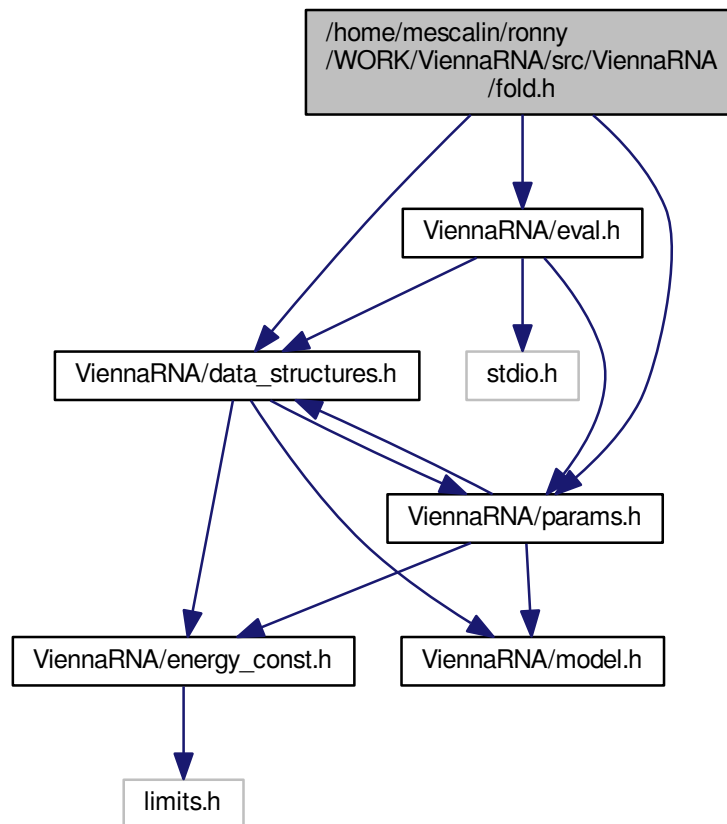 /home/mescalin/ronny
/WORK/ViennaRNA/src/ViennaRNA
/fold.h
ViennaRNA/eval.h
ViennaRNA/data_structures.h
stdio.h
ViennaRNA/params.h
ViennaRNA/energy_const.h
ViennaRNA/model.h
limits.h